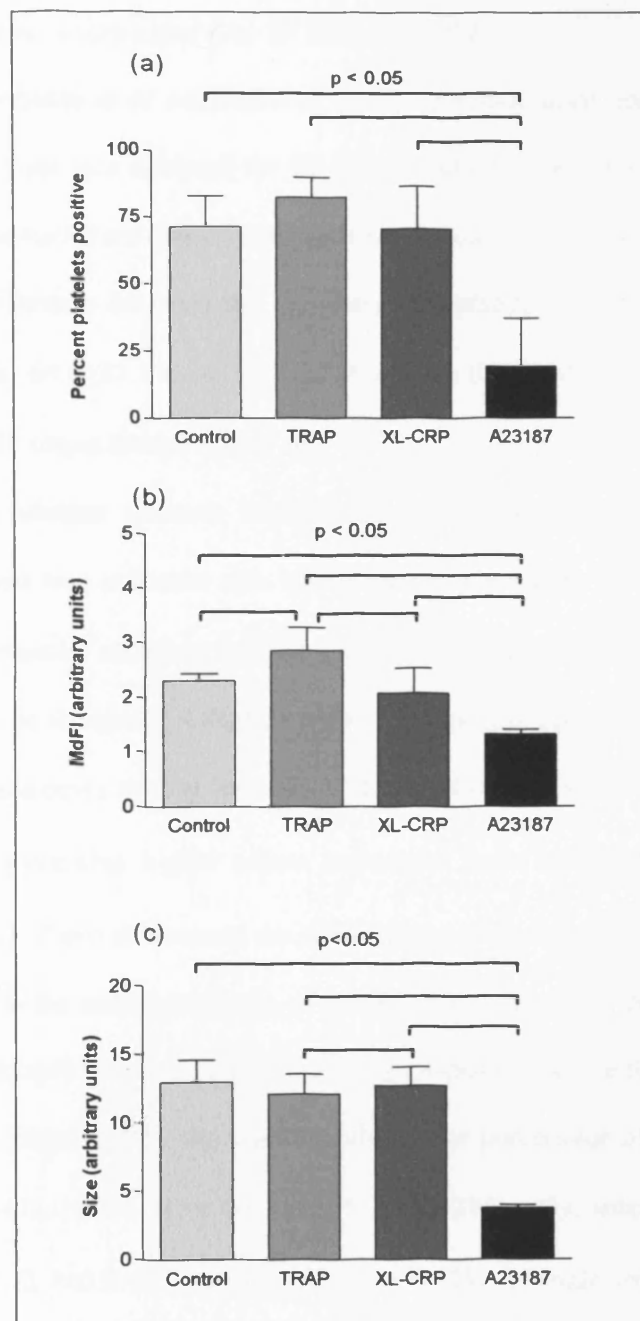 (a)
p < 0.05
Percent platelets positive
100
75
50
25
0
Control TRAP XL-CRP A23187
(b)
p < 0.05
MdFI (arbitrary units)
5
4
3
2
1
0
Control TRAP XL-CRP A23187
(c)
p<0.05
Size (arbitrary units)
20
15
10
5
0
Control TRAP XL-CRP A23187